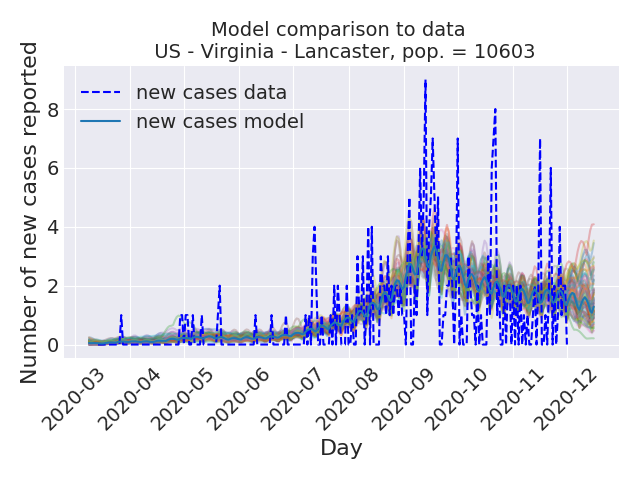 Model comparison to data
US - Virginia - Lancaster, pop. = 10603
Number of new cases reported
8
6
4
2
0
new cases data
new cases model
2020-03
2020-04
2020-05
2020-06
2020-07
2020-08
2020-09
2020-10
2020-11
2020-12
Day